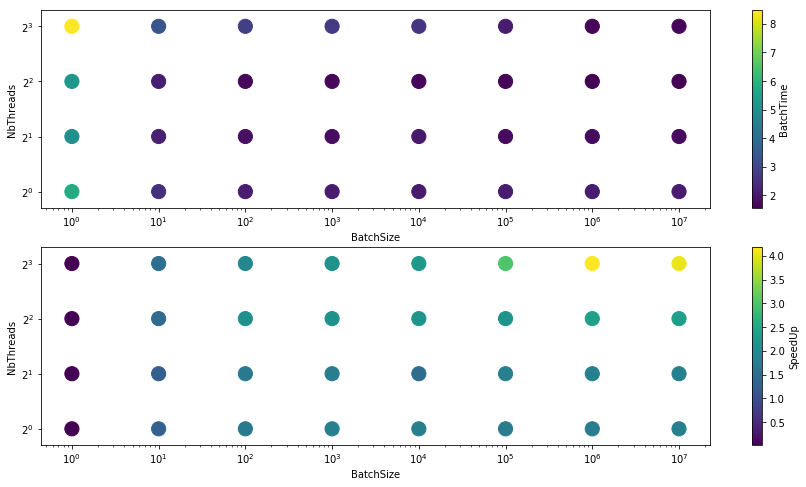 2³
2²
2¹
2⁰
NbThreads
10⁰ 10¹ 10² 10³ 10⁴ 10⁵ 10⁶ 10⁷
BatchSize
8
7
6
5
4
3
2
BatchTime
2³
2²
2¹
2⁰
NbThreads
10⁰ 10¹ 10² 10³ 10⁴ 10⁵ 10⁶ 10⁷
BatchSize
4.0
3.5
3.0
2.5
2.0
1.5
1.0
0.5
SpeedUp